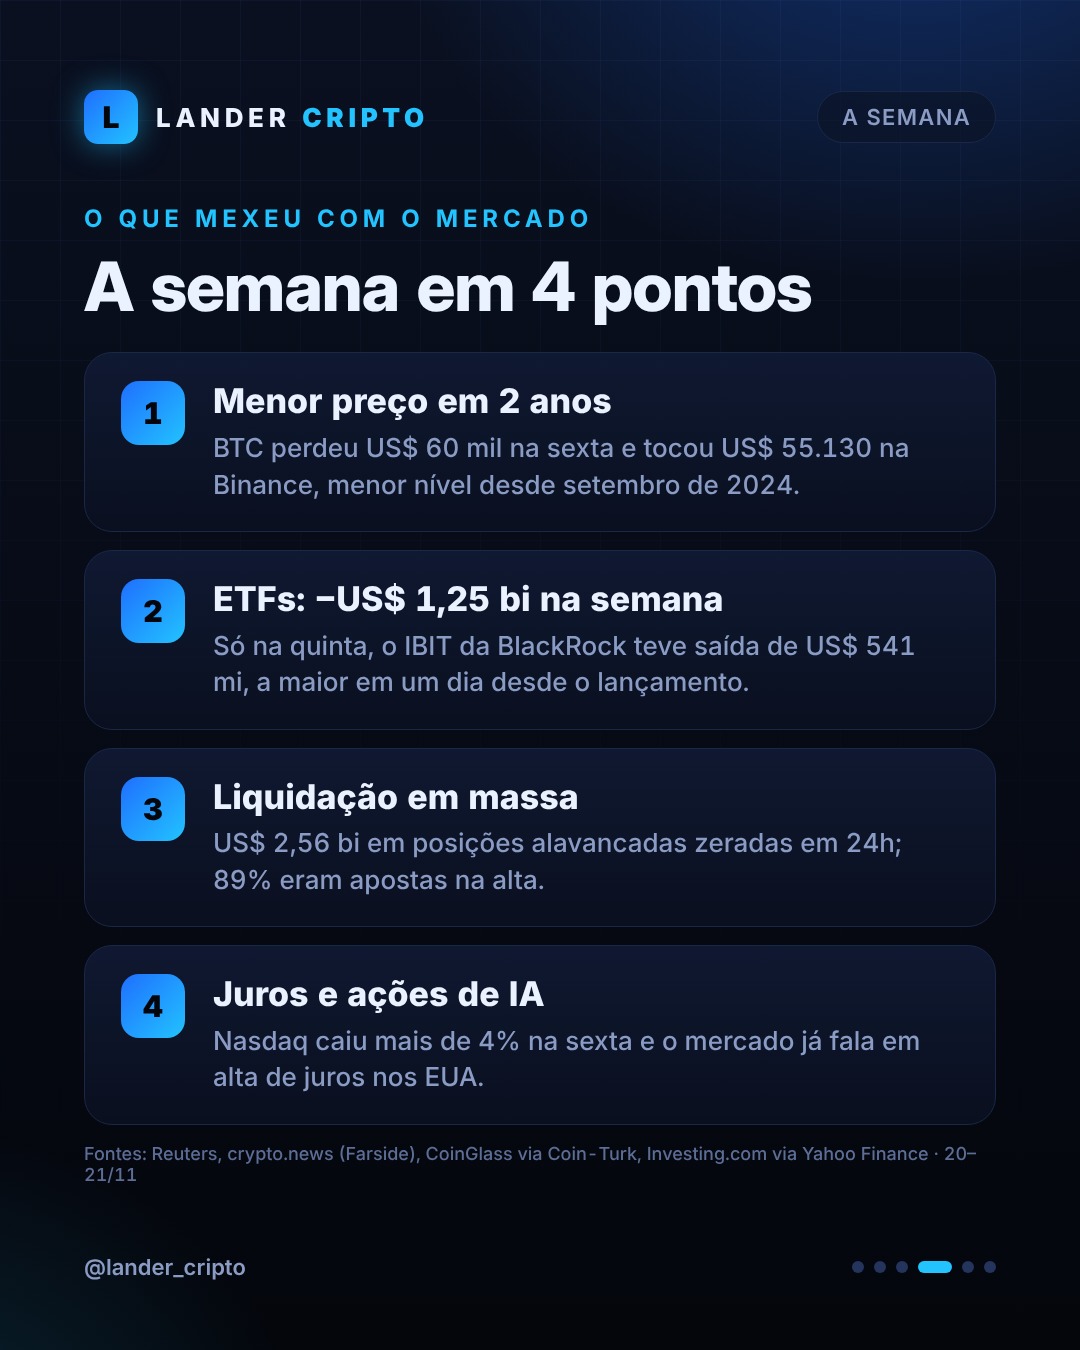 L LANDER CRIPTO
A SEMANA
O QUE MEXEU COM O MERCADO
A semana em 4 pontos
1
Menor preço em 2 anos
BTC perdeu US$ 60 mil na sexta e tocou US$ 55.130 na
Binance, menor nível desde setembro de 2024.
2
ETFs: −US$ 1,25 bi na semana
Só na quinta, o IBIT da BlackRock teve saída de US$ 541
mi, a maior em um dia desde o lançamento.
3
Liquidação em massa
US$ 2,56 bi em posições alavancadas zeradas em 24h;
89% eram apostas na alta.
4
Juros e ações de IA
Nasdaq caiu mais de 4% na sexta e o mercado já fala em
alta de juros nos EUA.
Fontes: Reuters, crypto.news (Farside), CoinGlass via Coin-Turk, Investing.com via Yahoo Finance · 20–
21/11
@lander_cripto